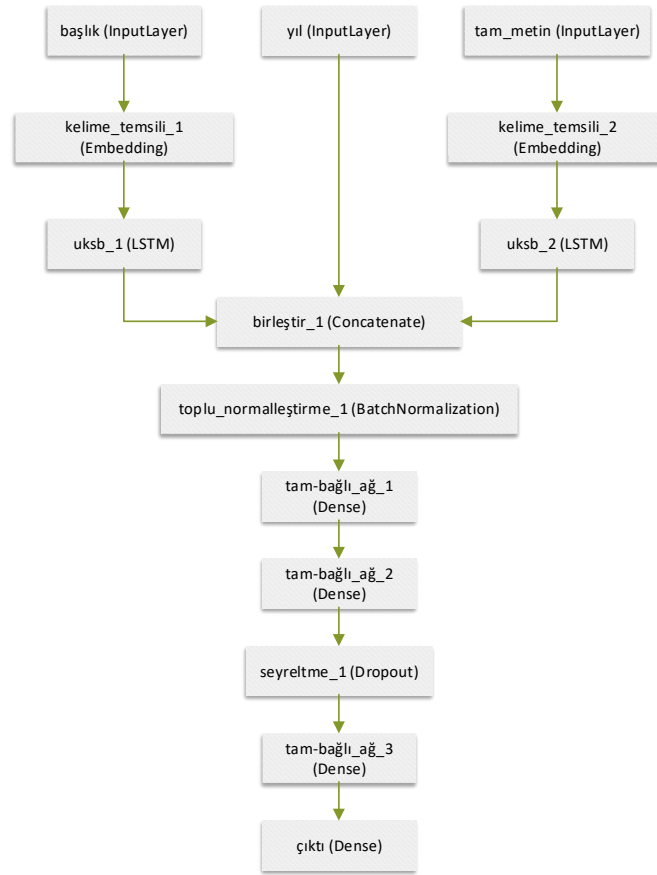 başlık (InputLayer)
yıl (InputLayer)
tam_metin (InputLayer)
kelime_temsili_1
(Embedding)
kelime_temsili_2
(Embedding)
uksb_1 (LSTM)
uksb_2 (LSTM)
birleştir_1 (Concatenate)
toplu_normalleştirme_1 (BatchNormalization)
tam-bağlı_ağ_1
(Dense)
tam-bağlı_ağ_2
(Dense)
seyreltme_1 (Dropout)
tam-bağlı_ağ_3
(Dense)
çıktı (Dense)